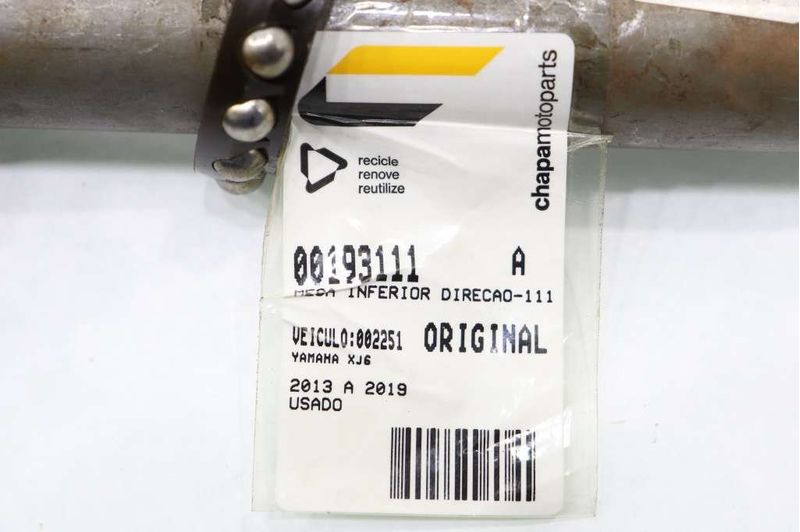 chapamotoparts
recicle
renove
reutilize
00193111 A
MESA INFERIOR DIRECAO-111
VEICULO:002251 ORIGINAL
YAMAHA XJ6
2013 A 2019
USADO